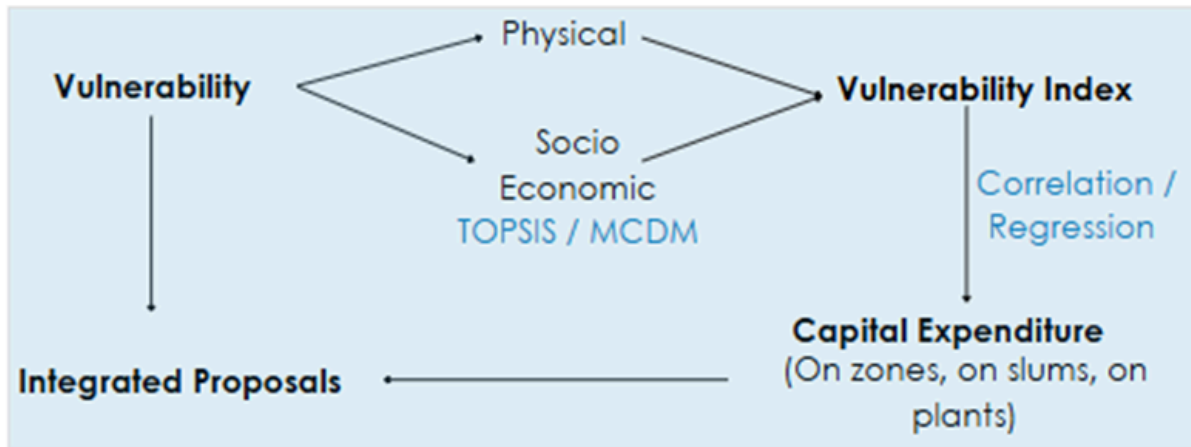 Physical
Vulnerability
Vulnerability Index
Socio
Economic
TOPSIS / MCDM
Correlation /
Regression
Capital Expenditure
(On zones, on slums, on
plants)
Integrated Proposals